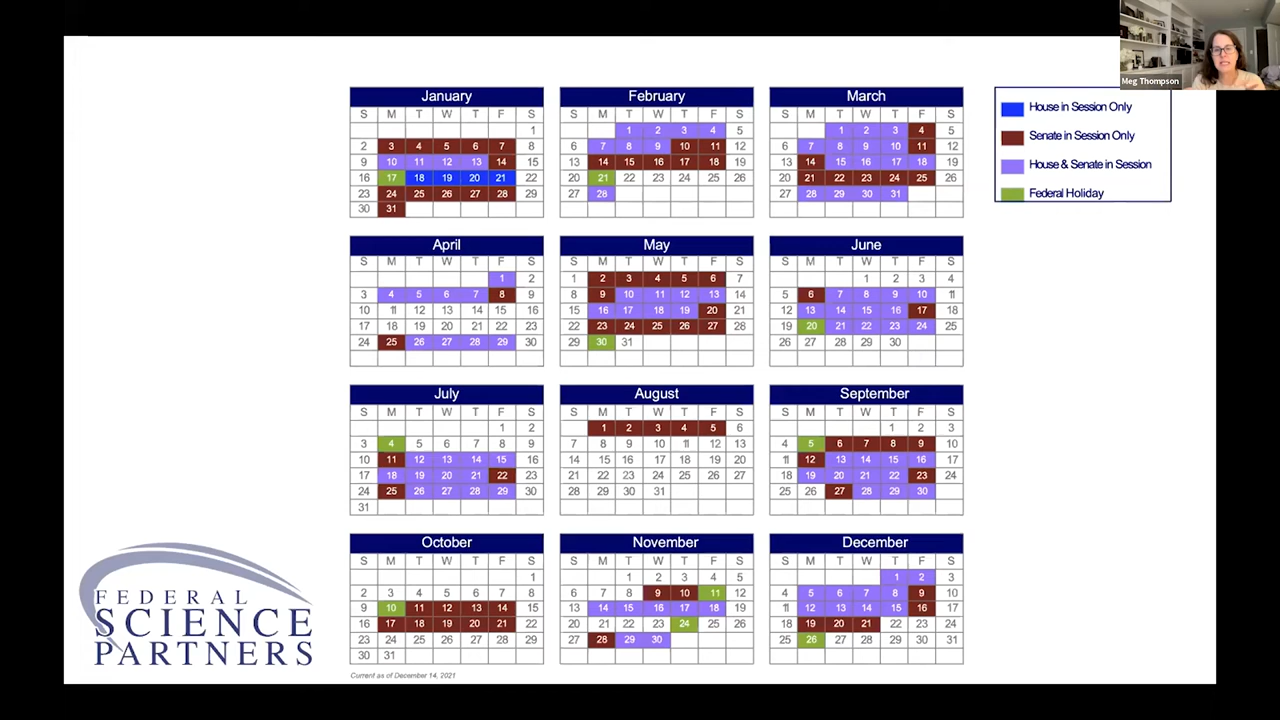 Meg Thompson
January
S M T W T F S
1
2 3 4 5 6 7 8
9 10 11 12 13 14 15
16 17 18 19 20 21 22
23 24 25 26 27 28 29
30 31
February
S M T W T F S
1 2 3 4 5
6 7 8 9 10 11 12
13 14 15 16 17 18 19
20 21 22 23 24 25 26
27 28
March
S M T W T F S
1 2 3 4 5
6 7 8 9 10 11 12
13 14 15 16 17 18 19
20 21 22 23 24 25 26
27 28 29 30 31
House in Session Only
Senate in Session Only
House & Senate in Session
Federal Holiday
April
S M T W T F S
1 2
3 4 5 6 7 8 9
10 11 12 13 14 15 16
17 18 19 20 21 22 23
24 25 26 27 28 29 30
May
S M T W T F S
1 2 3 4 5 6 7
8 9 10 11 12 13 14
15 16 17 18 19 20 21
22 23 24 25 26 27 28
29 30 31
June
S M T W T F S
1 2 3 4
5 6 7 8 9 10 11
12 13 14 15 16 17 18
19 20 21 22 23 24 25
26 27 28 29 30
July
S M T W T F S
1 2
3 4 5 6 7 8 9
10 11 12 13 14 15 16
17 18 19 20 21 22 23
24 25 26 27 28 29 30
31
August
S M T W T F S
1 2 3 4 5 6
7 8 9 10 11 12 13
14 15 16 17 18 19 20
21 22 23 24 25 26 27
28 29 30 31
September
S M T W T F S
1 2 3
4 5 6 7 8 9 10
11 12 13 14 15 16 17
18 19 20 21 22 23 24
25 26 27 28 29 30
October
S M T W T F S
1
2 3 4 5 6 7 8
9 10 11 12 13 14 15
16 17 18 19 20 21 22
23 24 25 26 27 28 29
30 31
November
S M T W T F S
1 2 3 4 5
6 7 8 9 10 11 12
13 14 15 16 17 18 19
20 21 22 23 24 25 26
27 28 29 30
December
S M T W T F S
1 2 3
4 5 6 7 8 9 10
11 12 13 14 15 16 17
18 19 20 21 22 23 24
25 26 27 28 29 30 31
FEDERAL
SCIENCE
PARTNERS
Current as of December 14, 2021